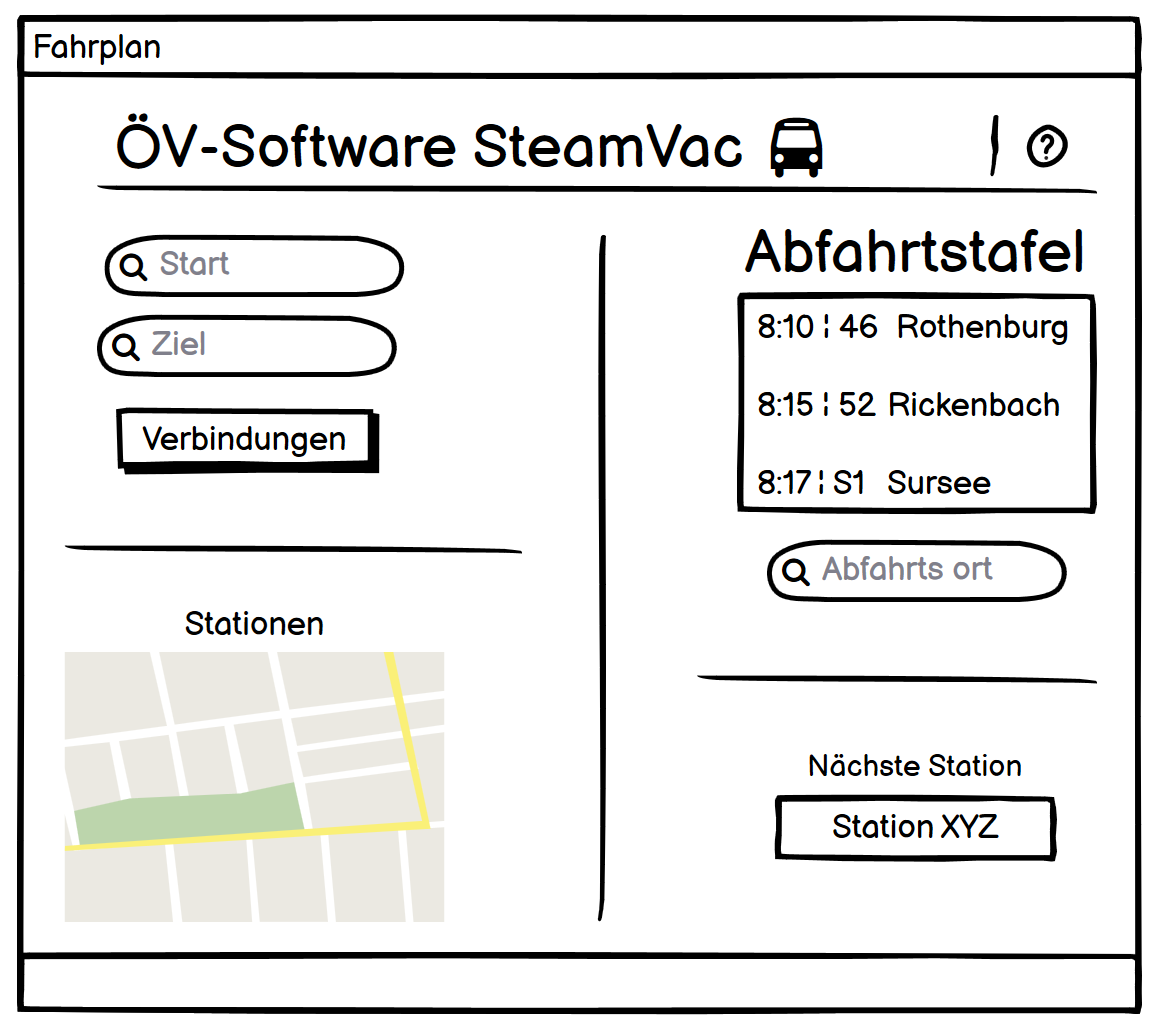 Fahrplan
ÖV-Software SteamVac
?
Start
Ziel
Verbindungen
Stationen
Abfahrtstafel
8:10 ¦ 46 Rothenburg
8:15 ¦ 52 Rickenbach
8:17 ¦ S1 Sursee
Abfahrts ort
Nächste Station
Station XYZ